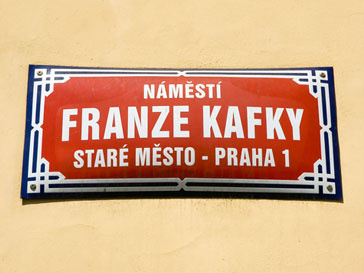 NÁMĚSTÍ
FRANZE KAFKY
STARÉ MĚSTO - PRAHA 1